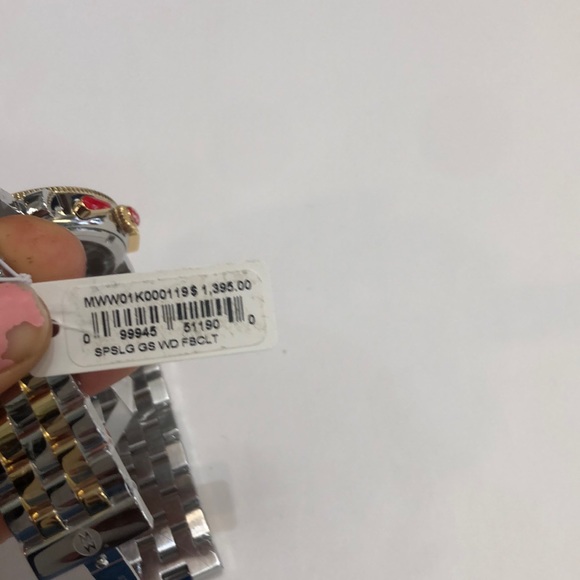 MWW01K000119 $ 1,395.00
0 99945 51190 0
SPSLG GS WD FBCLT